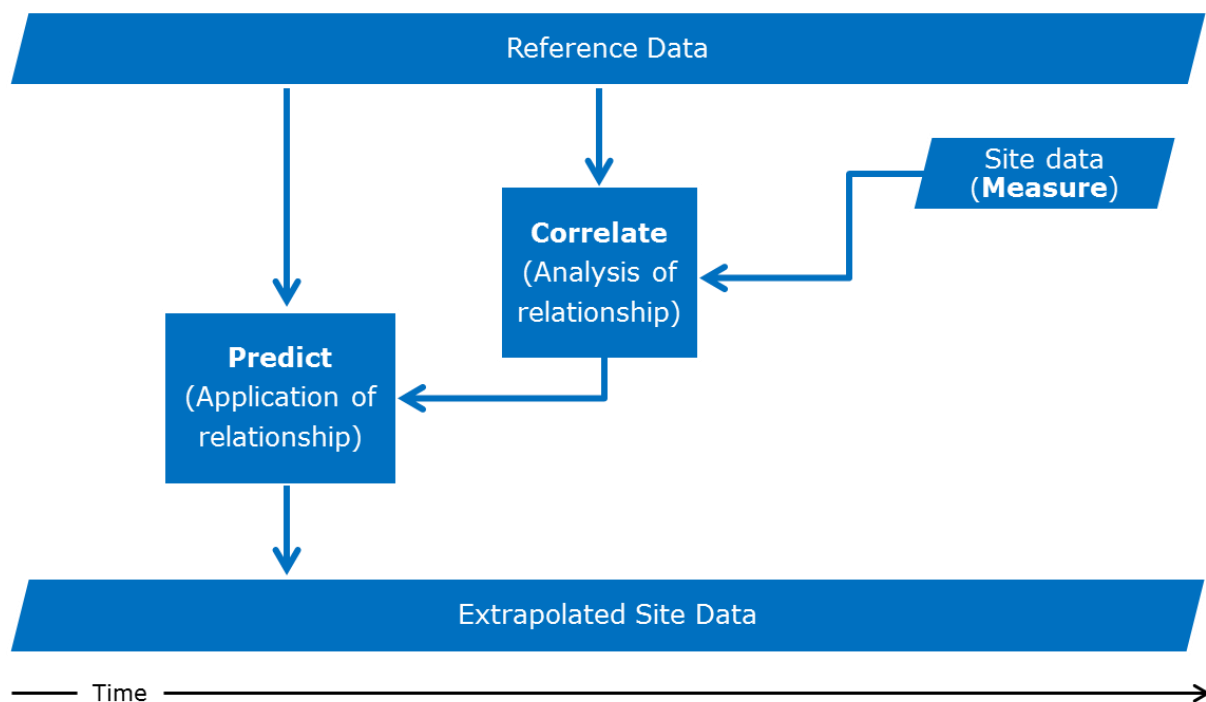 Reference Data
Site data
(Measure)
Correlate
(Analysis of
relationship)
Predict
(Application of
relationship)
Extrapolated Site Data
Time